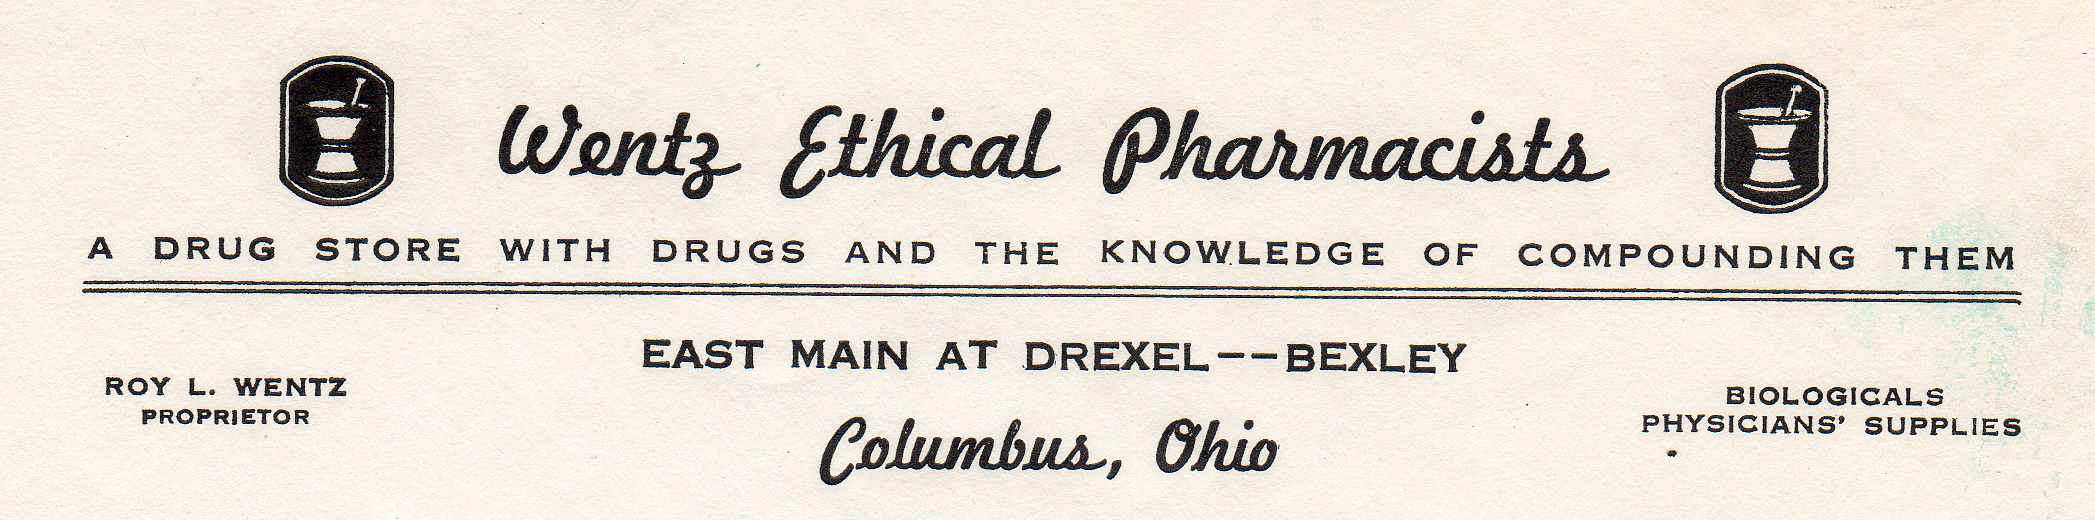 Wentz Ethical Pharmacists
A DRUG STORE WITH DRUGS AND THE KNOWLEDGE OF COMPOUNDING THEM
EAST MAIN AT DREXEL--BEXLEY
ROY L. WENTZ
PROPRIETOR
BIOLOGICALS
PHYSICIANS' SUPPLIES
Columbus, Ohio